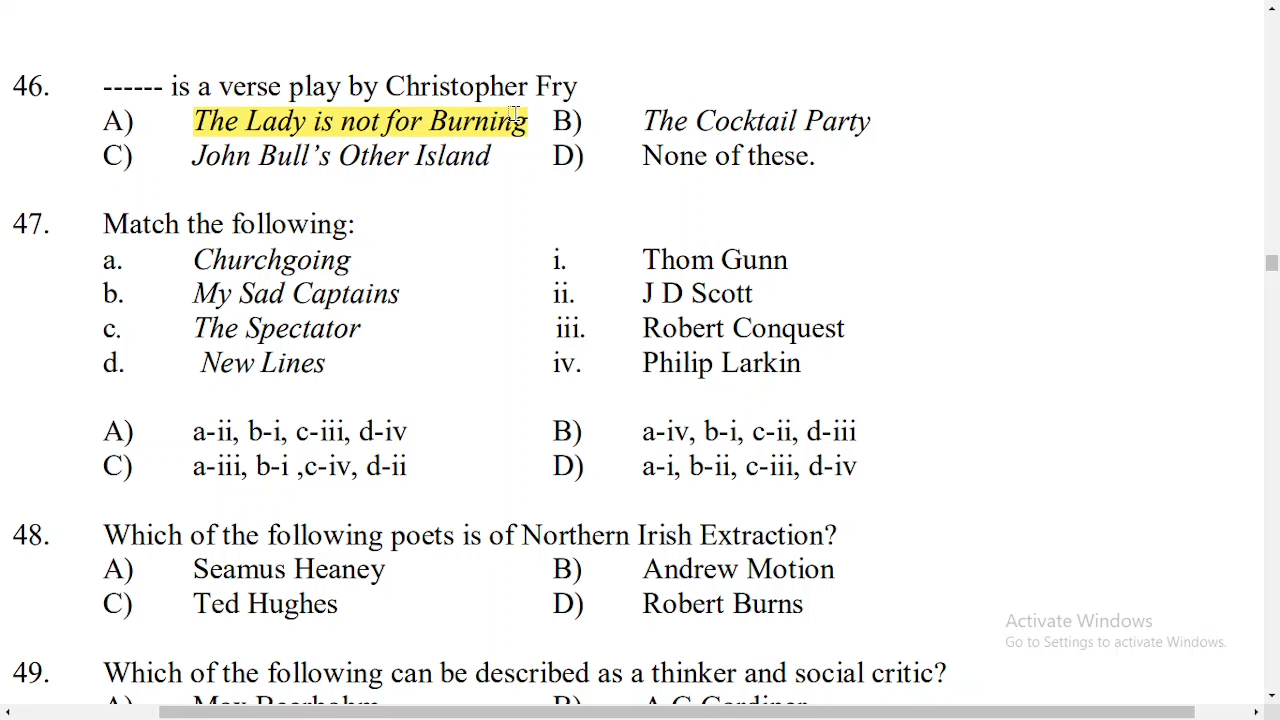 46. ------ is a verse play by Christopher Fry
A) The Lady is not for Burning B) The Cocktail Party
C) John Bull’s Other Island D) None of these.
47. Match the following:
a. Churchgoing i. Thom Gunn
b. My Sad Captains ii. J D Scott
c. The Spectator iii. Robert Conquest
d. New Lines iv. Philip Larkin
A) a-ii, b-i, c-iii, d-iv B) a-iv, b-i, c-ii, d-iii
C) a-iii, b-i ,c-iv, d-ii D) a-i, b-ii, c-iii, d-iv
48. Which of the following poets is of Northern Irish Extraction?
A) Seamus Heaney B) Andrew Motion
C) Ted Hughes D) Robert Burns
Activate Windows
Go to Settings to activate Windows.
49. Which of the following can be described as a thinker and social critic?
A) Max Beerbohm B) A G Gardiner